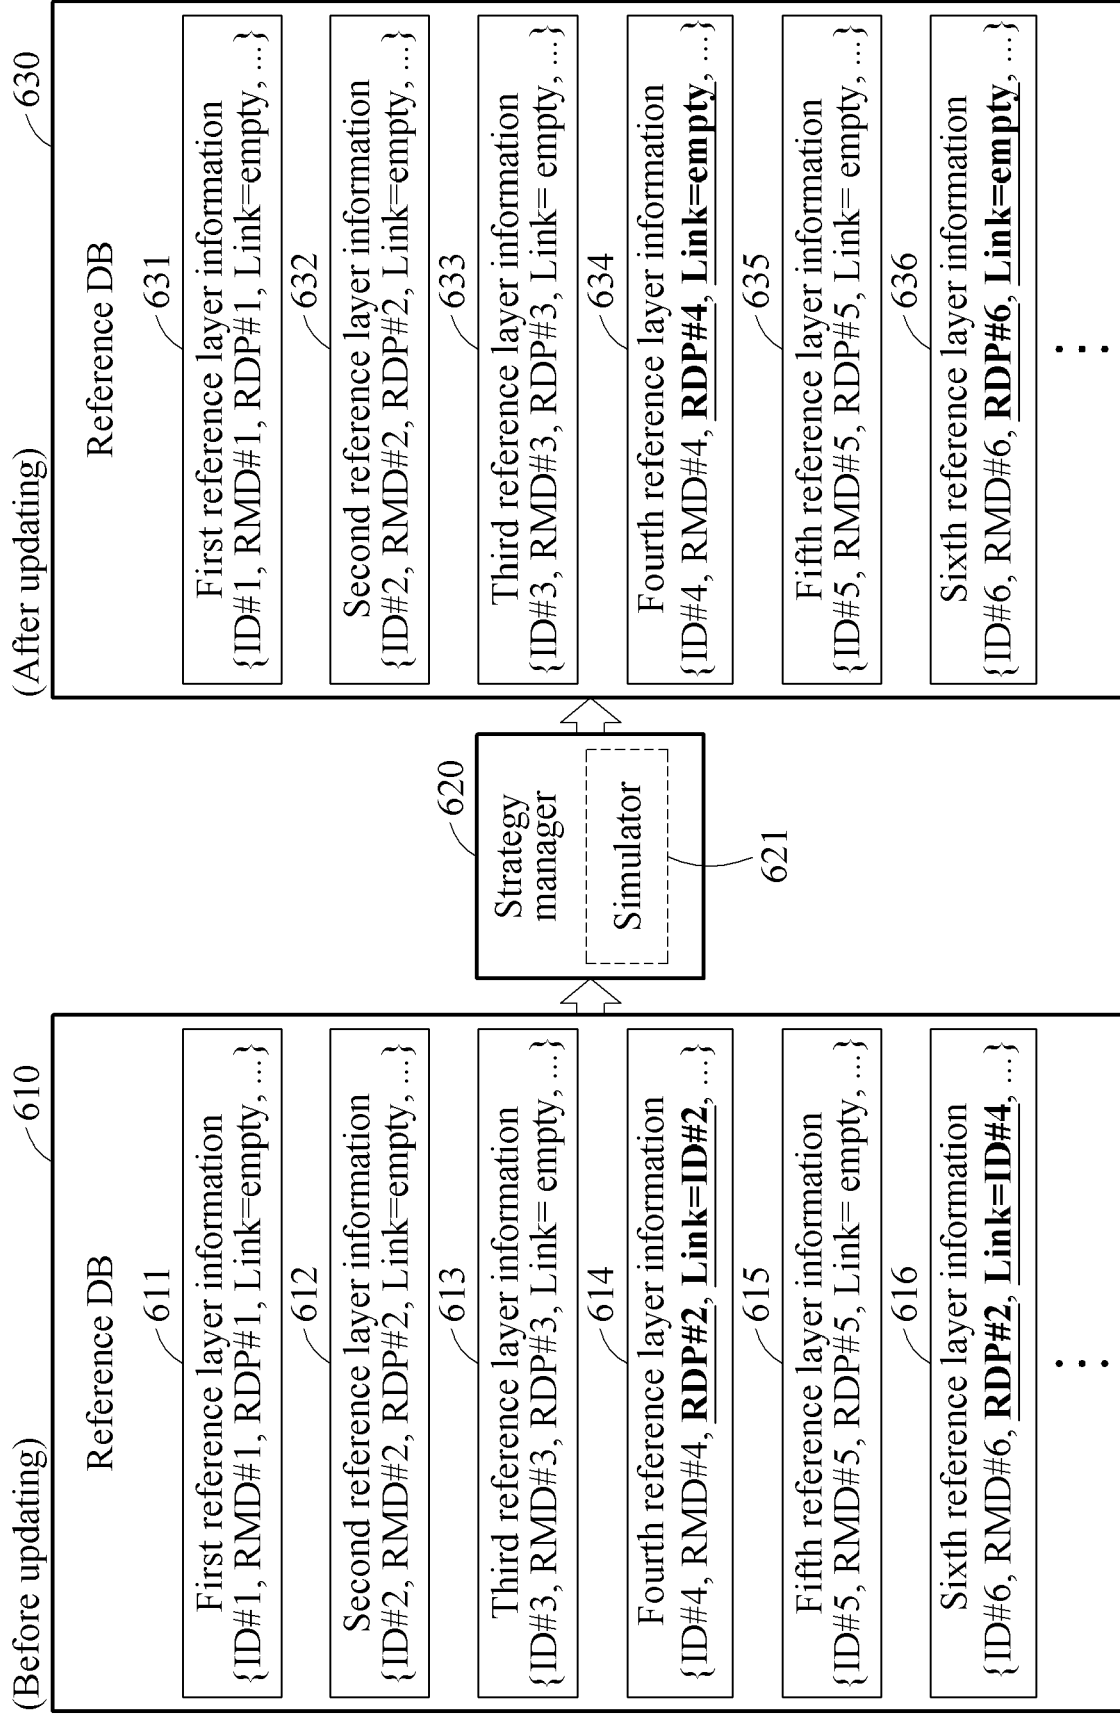 (Before updating)
610
Reference DB
611
First reference layer information
{ID#1, RMD#1, RDP#1, Link=empty, ...}
612
Second reference layer information
{ID#2, RMD#2, RDP#2, Link=empty, ...}
613
Third reference layer information
{ID#3, RMD#3, RDP#3, Link= empty, ...}
614
Fourth reference layer information
{ID#4, RMD#4, RDP#2, Link=ID#2, ...}
615
Fifth reference layer information
{ID#5, RMD#5, RDP#5, Link= empty, ...}
616
Sixth reference layer information
{ID#6, RMD#6, RDP#2, Link=ID#4, ...}
620
Strategy
manager
Simulator
621
(After updating)
630
Reference DB
631
First reference layer information
{ID#1, RMD#1, RDP#1, Link=empty, ...}
632
Second reference layer information
{ID#2, RMD#2, RDP#2, Link=empty, ...}
633
Third reference layer information
{ID#3, RMD#3, RDP#3, Link= empty, ...}
634
Fourth reference layer information
{ID#4, RMD#4, RDP#4, Link=empty, ...}
635
Fifth reference layer information
{ID#5, RMD#5, RDP#5, Link= empty, ...}
636
Sixth reference layer information
{ID#6, RMD#6, RDP#6, Link=empty, ...}